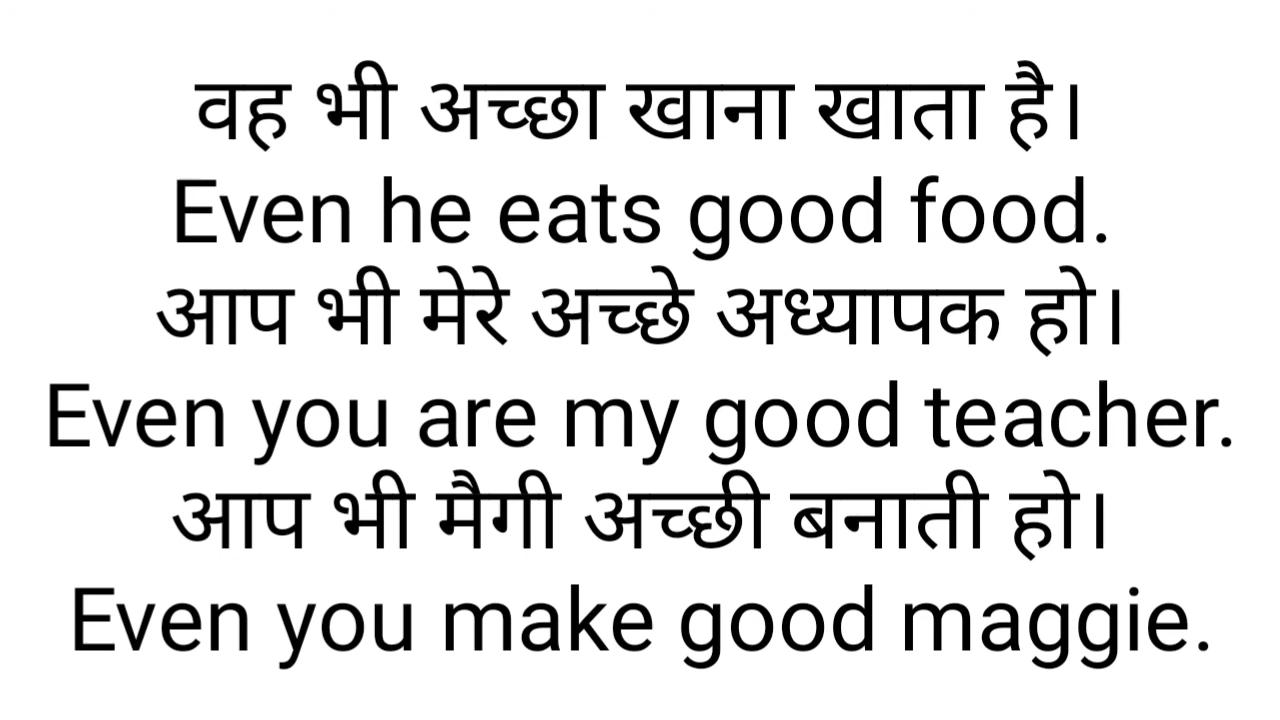 वह भी अच्छा खाना खाता है।
Even he eats good food.
आप भी मेरे अच्छे अध्यापक हो।
Even you are my good teacher.
आप भी मैगी अच्छी बनाती हो।
Even you make good maggie.